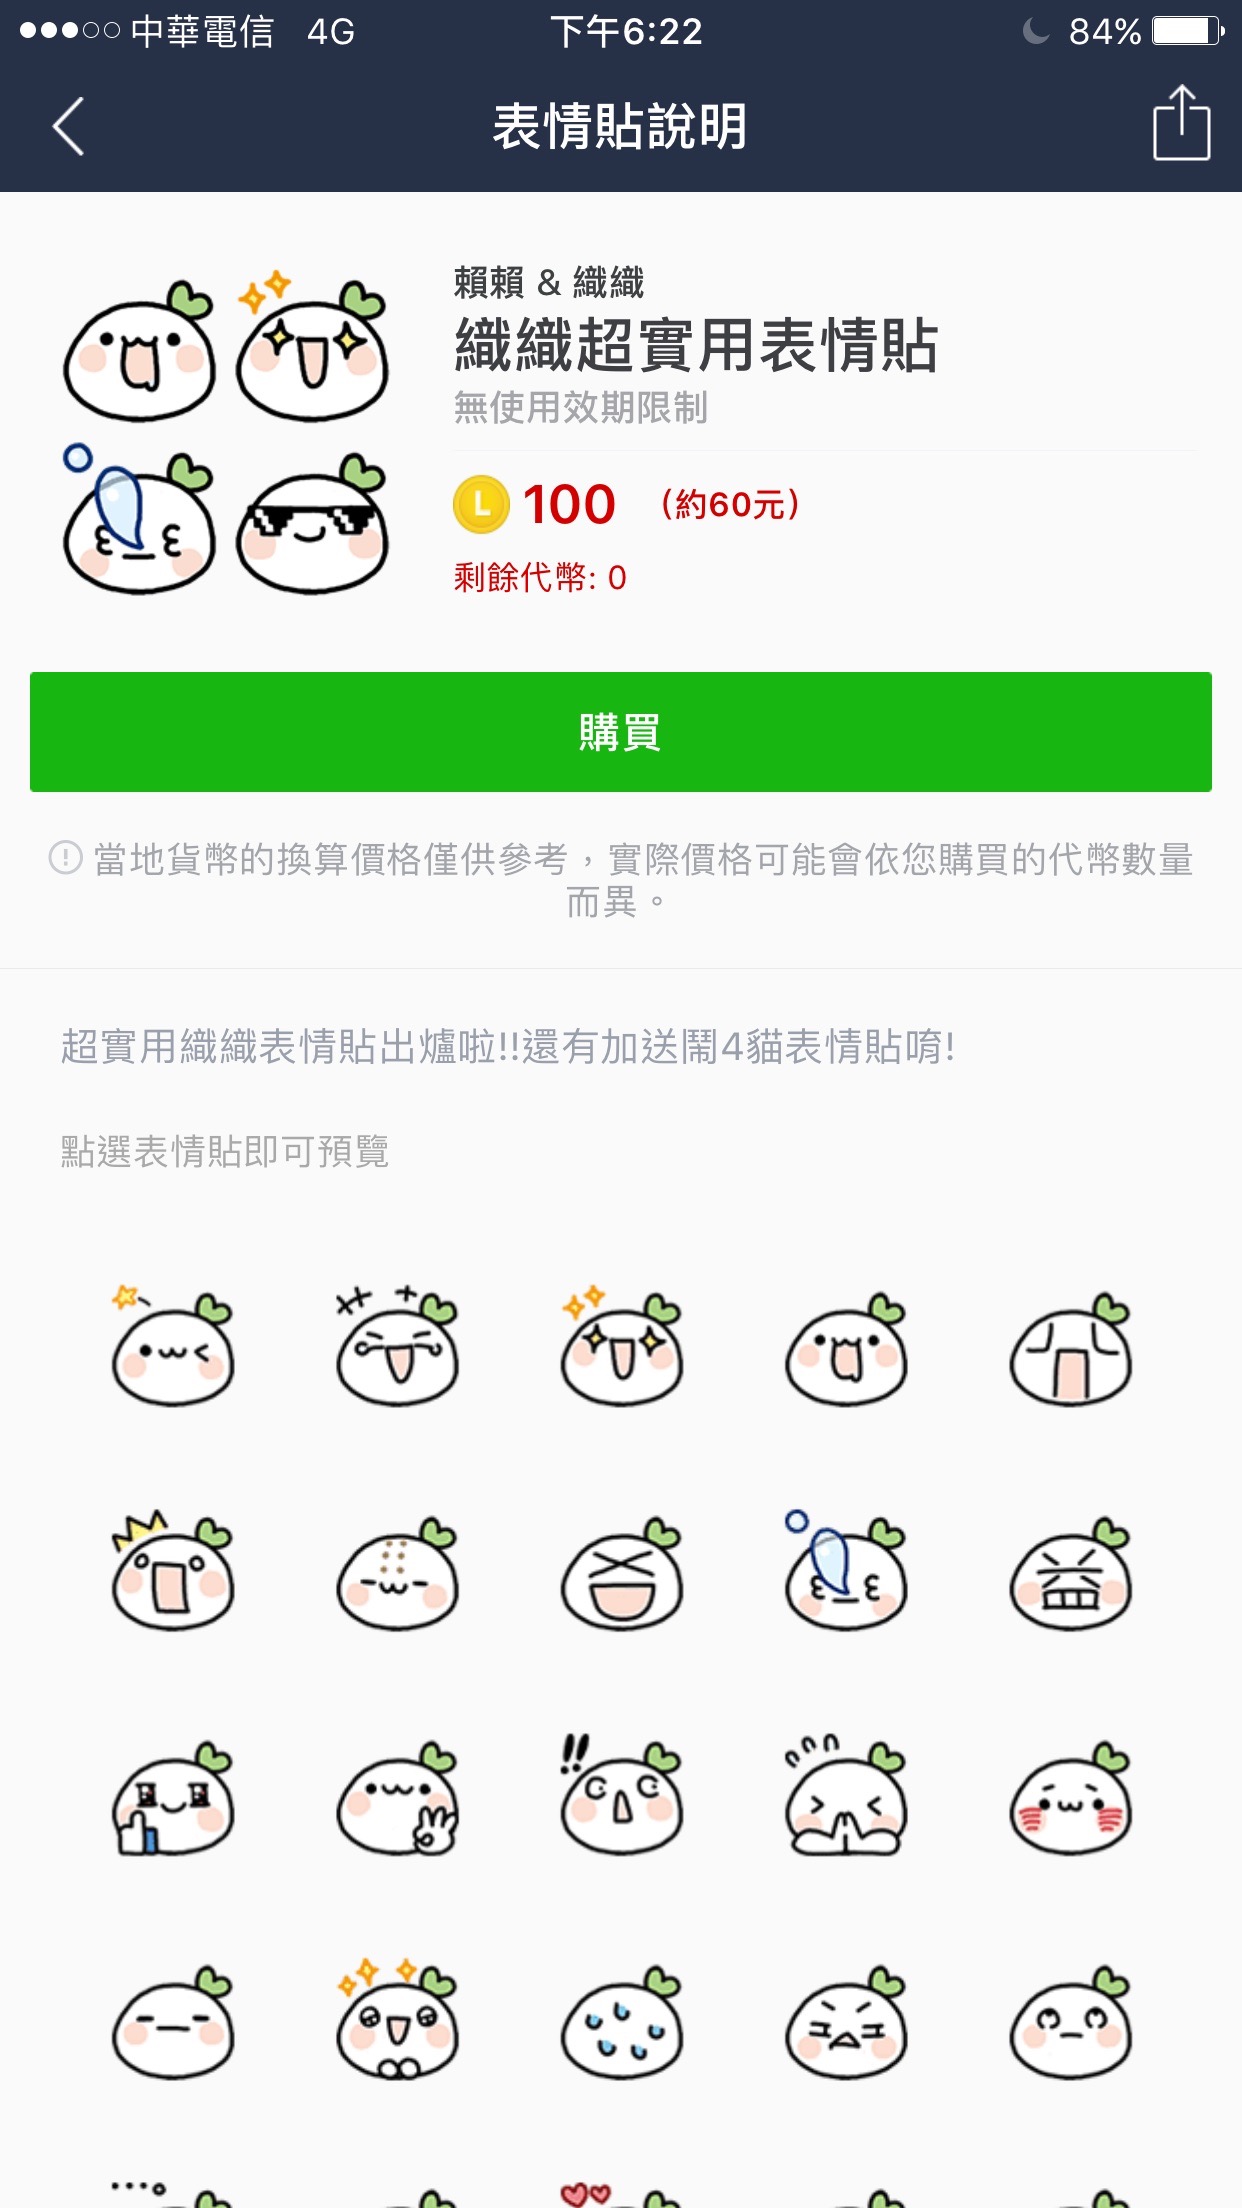 中華電信 4G 下午6:22 84%
表情貼說明
賴賴 & 織織
織織超實用表情貼
無使用效期限制
L 100 (約60元)
剩餘代幣: 0
購買
當地貨幣的換算價格僅供參考，實際價格可能會依您購買的代幣數量
而異。
超實用織織表情貼出爐啦!!還有加送鬧4貓表情貼唷!
點選表情貼即可預覽